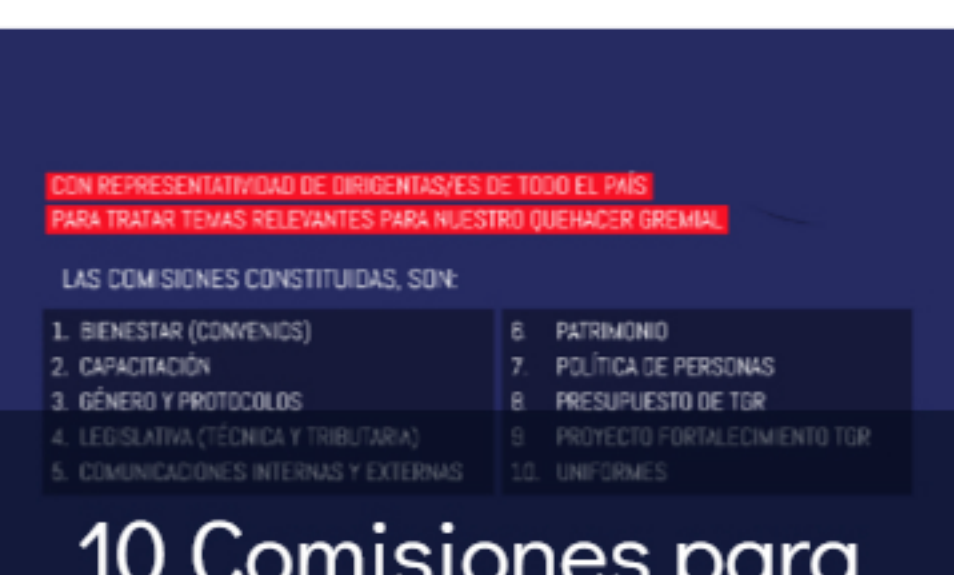 CON REPRESENTATIVIDAD DE DIRIGENTAS/ES DE TODO EL PAÍS
PARA TRATAR TEMAS RELEVANTES PARA NUESTRO QUEHACER GREMIAL
LAS COMISIONES CONSTITUIDAS, SON:
1. BIENESTAR (CONVENIOS)
2. CAPACITACIÓN
3. GÉNERO Y PROTOCOLOS
4. LEGISLATIVA (TÉCNICA Y TRIBUTARIA)
5. COMUNICACIONES INTERNAS Y EXTERNAS
6. PATRIMONIO
7. POLÍTICA DE PERSONAS
8. PRESUPUESTO DE TGR
9. PROYECTO FORTALECIMIENTO TGR
10. UNIFORMES
10 Comisiones para